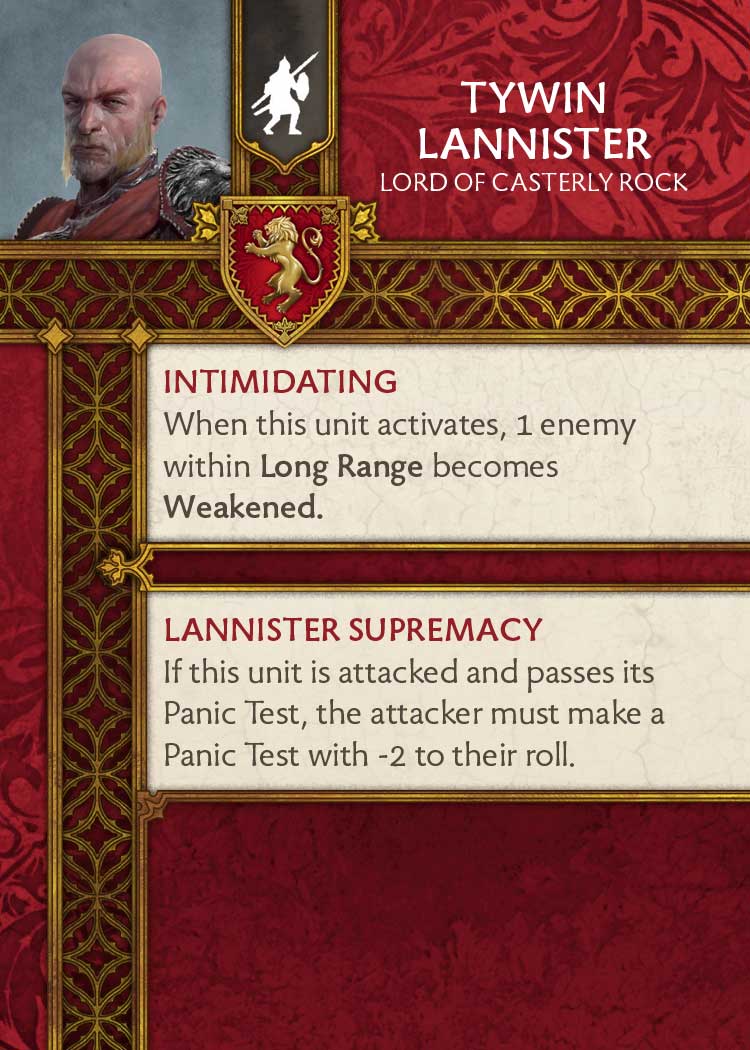 TYWIN
LANNISTER
LORD OF CASTERLY ROCK
INTIMIDATING
When this unit activates, 1 enemy
within Long Range becomes
Weakened.
LANNISTER SUPREMACY
If this unit is attacked and passes its
Panic Test, the attacker must make a
Panic Test with -2 to their roll.